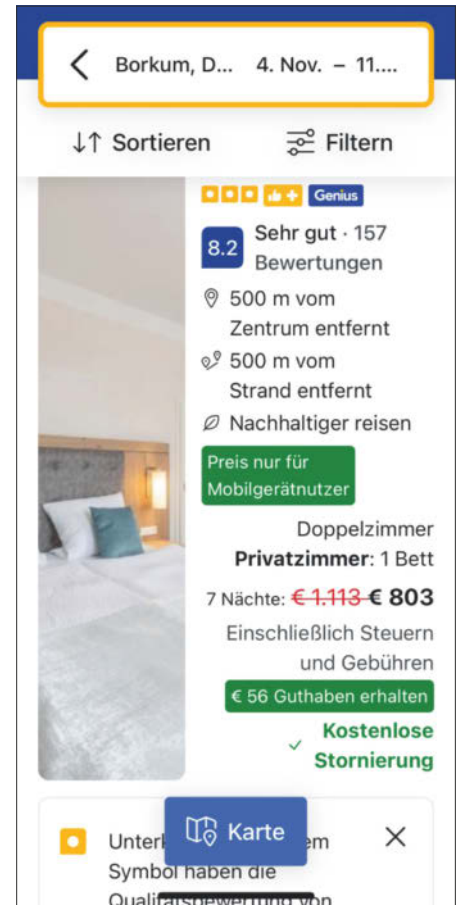 Borkum, D... 4. Nov. – 11....
↓↑ Sortieren Filtern
Genius
8.2 Sehr gut · 157
Bewertungen
500 m vom
Zentrum entfernt
500 m vom
Strand entfernt
Nachhaltiger reisen
Preis nur für
Mobilgerätnutzer
Doppelzimmer
Privatzimmer: 1 Bett
7 Nächte: € 1.113 € 803
Einschließlich Steuern
und Gebühren
€ 56 Guthaben erhalten
Kostenlose
Stornierung
Karte
Symbol haben die
Qualitätsbewertung von